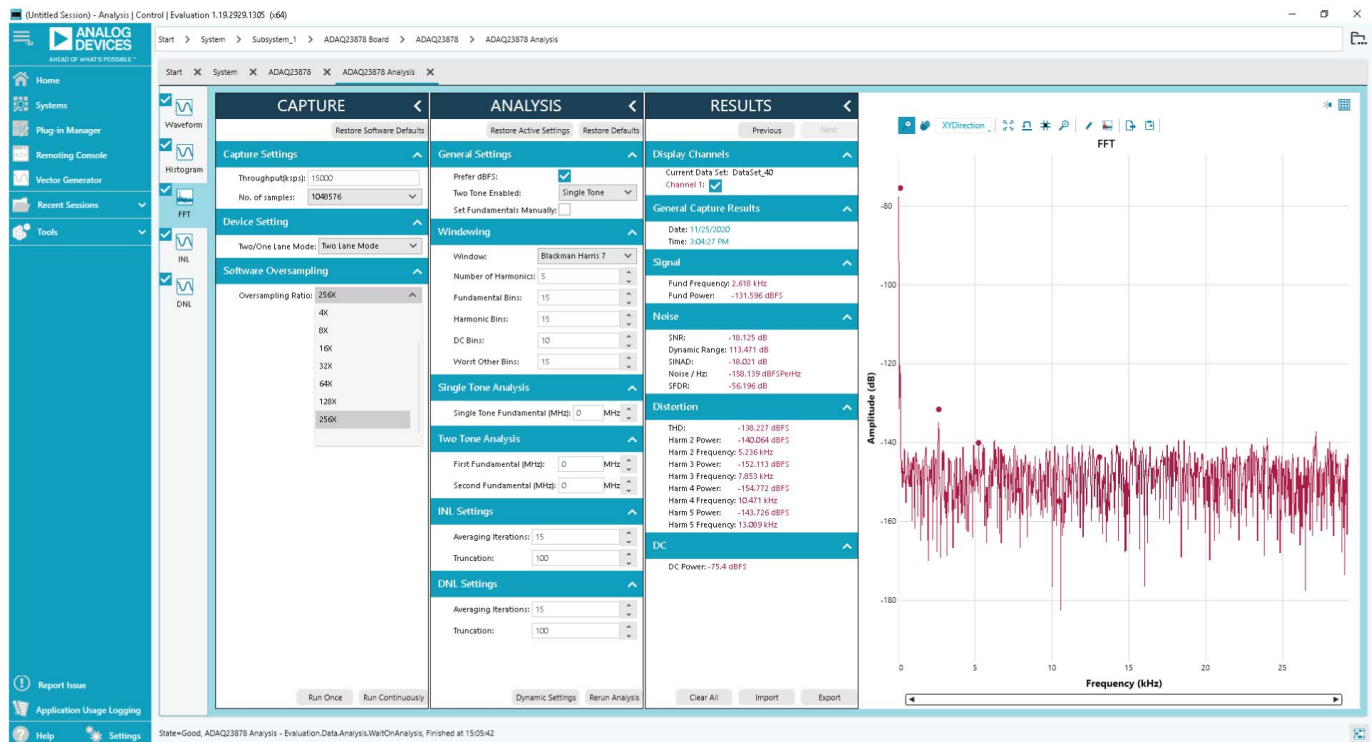 (Untitled Session) - Analysis | Control | Evaluation 1.19.2929.1305 (x64)
ANALOG
DEVICES
AHEAD OF WHAT'S POSSIBLE™
Start > System > Subsystem_1 > ADAQ23878 Board > ADAQ23878 > ADAQ23878 Analysis
Home
Systems
Plug-in Manager
Remoting Console
Vector Generator
Recent Sessions
Tools
Report Issue
Application Usage Logging
Help
Settings
Start
System
ADAQ23878
ADAQ23878 Analysis
Waveform
Histogram
FFT
INL
DNL
CAPTURE
Restore Software Defaults
Capture Settings
Throughput(ksps): 15000
No. of samples: 1048576
Device Setting
Two/One Lane Mode: Two Lane Mode
Software Oversampling
Oversampling Ratio: 256X
4X
8X
16X
32X
64X
128X
256X
Run Once
Run Continuously
ANALYSIS
Restore Active Settings
Restore Defaults
General Settings
Prefer dBFS:
Two Tone Enabled: Single Tone
Set Fundamentals Manually:
Windowing
Window: Blackman Harris 7
Number of Harmonics: 5
Fundamental Bins: 15
Harmonic Bins: 15
DC Bins: 10
Worst Other Bins: 15
Single Tone Analysis
Single Tone Fundamental (MHz): 0 MHz
Two Tone Analysis
First Fundamental (MHz): 0 MHz
Second Fundamental (MHz): 0 MHz
INL Settings
Averaging Iterations: 15
Truncation: 100
DNL Settings
Averaging Iterations: 15
Truncation: 100
Dynamic Settings
Rerun Analysis
RESULTS
Previous
Next
Display Channels
Current Data Set: DataSet_40
Channel 1:
General Capture Results
Date: 11/25/2020
Time: 3:04:27 PM
Signal
Fund Frequency: 2.618 kHz
Fund Power: -131.596 dBFS
Noise
SNR: -18.125 dB
Dynamic Range: 113.471 dB
SINAD: -18.021 dB
Noise / Hz: -158.139 dBFSPerHz
SFDR: -56.196 dB
Distortion
THD: -138.227 dBFS
Harm 2 Power: -140.064 dBFS
Harm 2 Frequency: 5.236 kHz
Harm 3 Power: -152.113 dBFS
Harm 3 Frequency: 7.853 kHz
Harm 4 Power: -154.772 dBFS
Harm 4 Frequency: 10.471 kHz
Harm 5 Power: -143.726 dBFS
Harm 5 Frequency: 13.089 kHz
DC
DC Power: -75.4 dBFS
Clear All
Import
Export
XYDirection
FFT
Amplitude (dB)
-80
-100
-120
-140
-160
-180
0 5 10 15 20 25
Frequency (kHz)
State=Good, ADAQ23878 Analysis - Evaluation.Data.Analysis.WaitOnAnalysis, Finished at 15:05:42